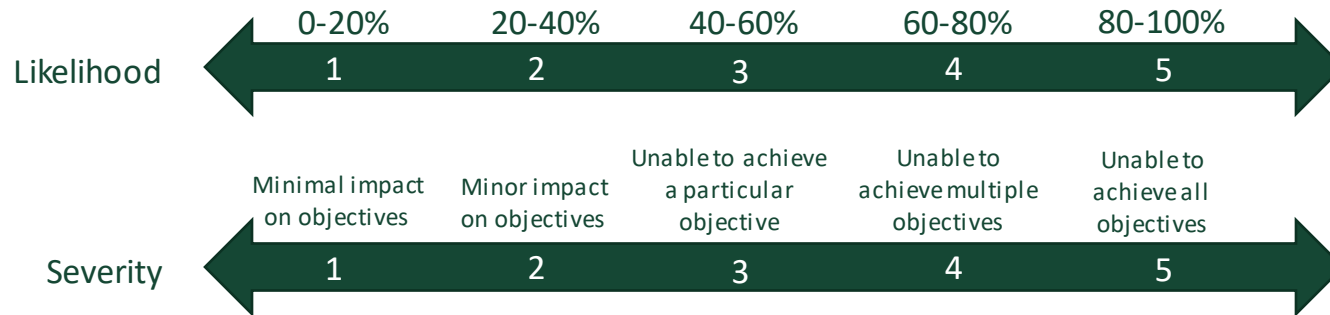 0-20% 20-40% 40-60% 60-80% 80-100%
Likelihood 1 2 3 4 5
Minimal impact
on objectives
Minor impact
on objectives
Unable to achieve
a particular
objective
Unable to
achieve multiple
objectives
Unable to
achieve all
objectives
Severity 1 2 3 4 5